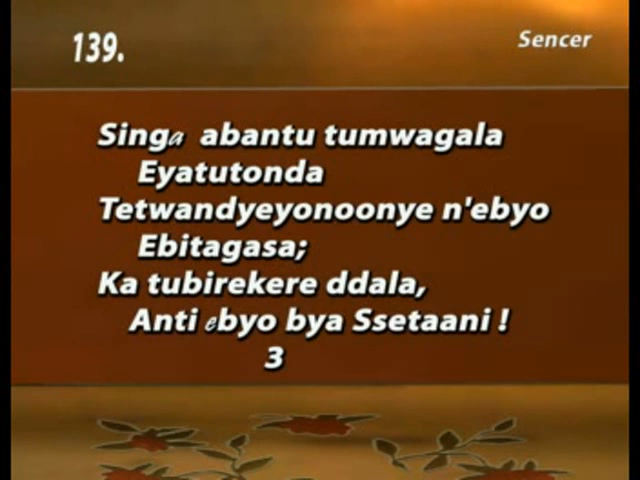 139.
Sencer
Singa abantu tumwagala
Eyatutonda
Tetwandyeyonoonye n'ebyo
Ebitagasa;
Ka tubirekere ddala,
Anti ebyo bya Ssetaani !
3